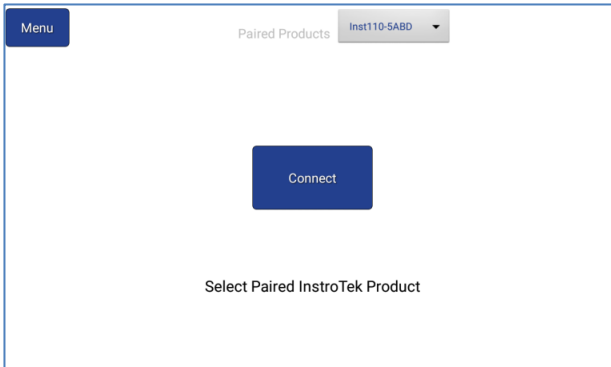 Menu
Paired Products Inst110-5ABD
Connect
Select Paired InstroTek Product